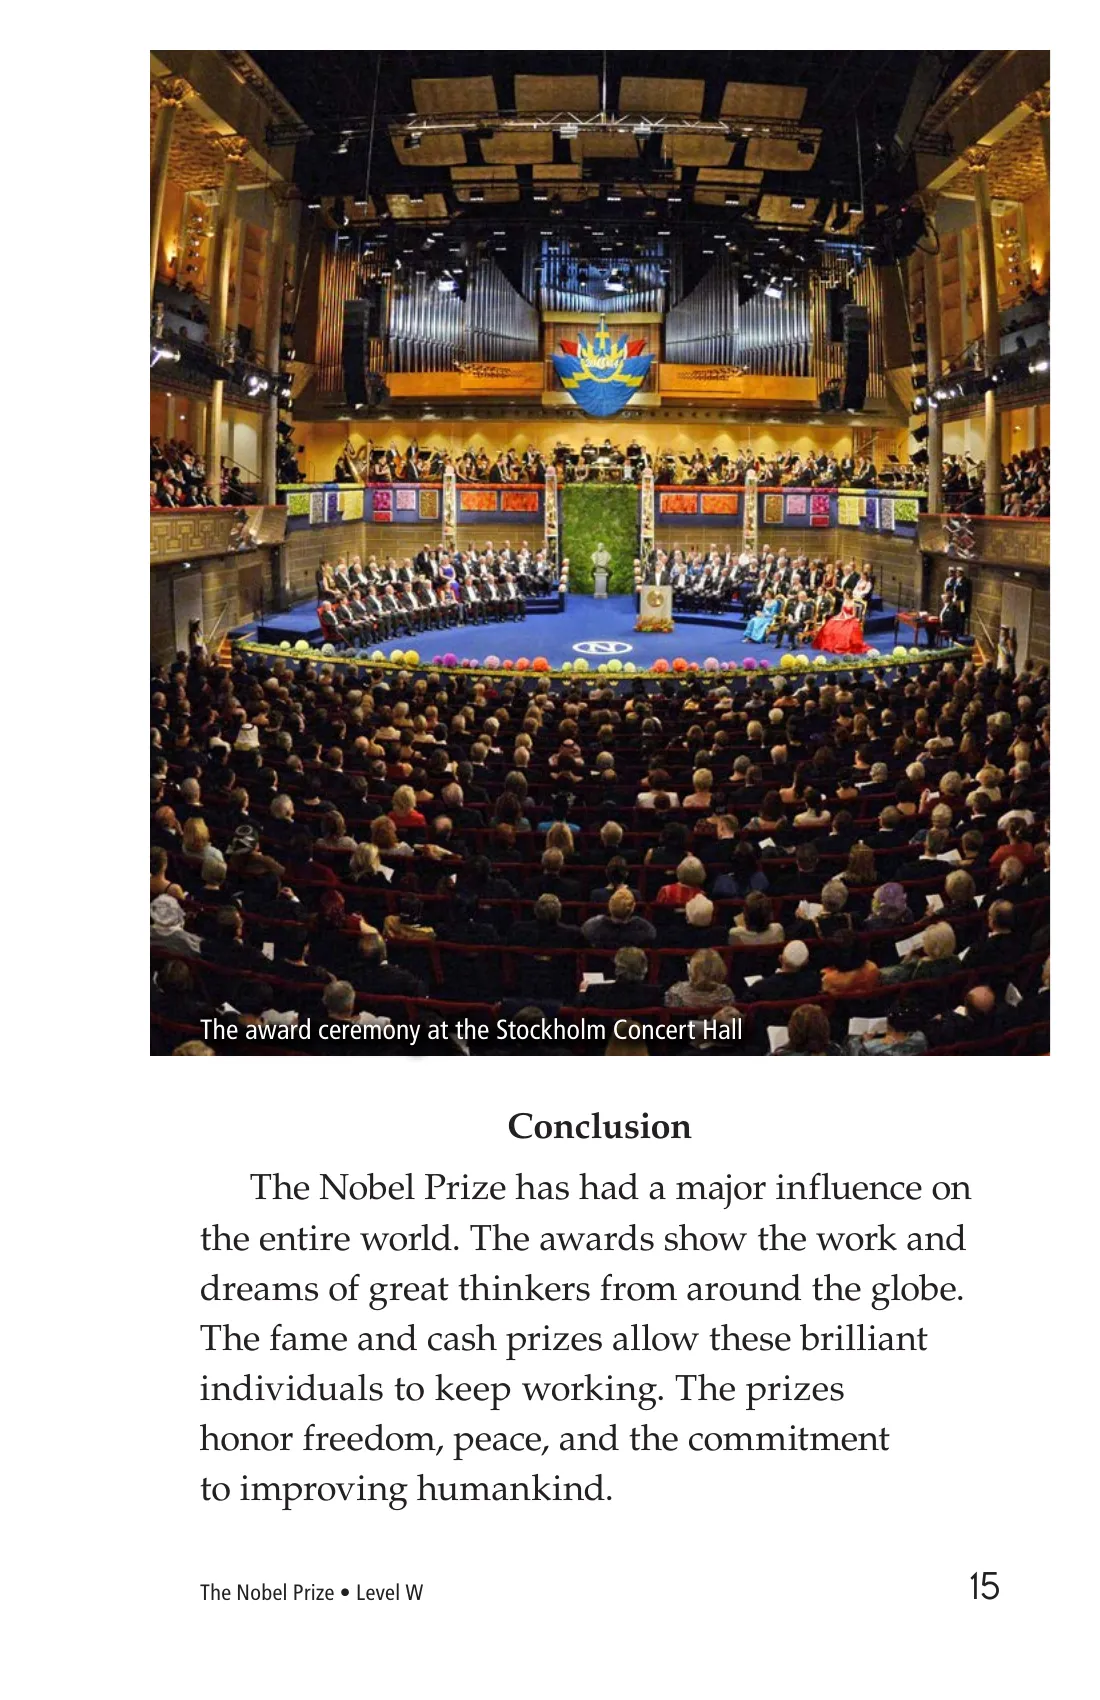 The award ceremony at the Stockholm Concert Hall
Conclusion
The Nobel Prize has had a major influence on
the entire world. The awards show the work and
dreams of great thinkers from around the globe.
The fame and cash prizes allow these brilliant
individuals to keep working. The prizes
honor freedom, peace, and the commitment
to improving humankind.
The Nobel Prize • Level W
15